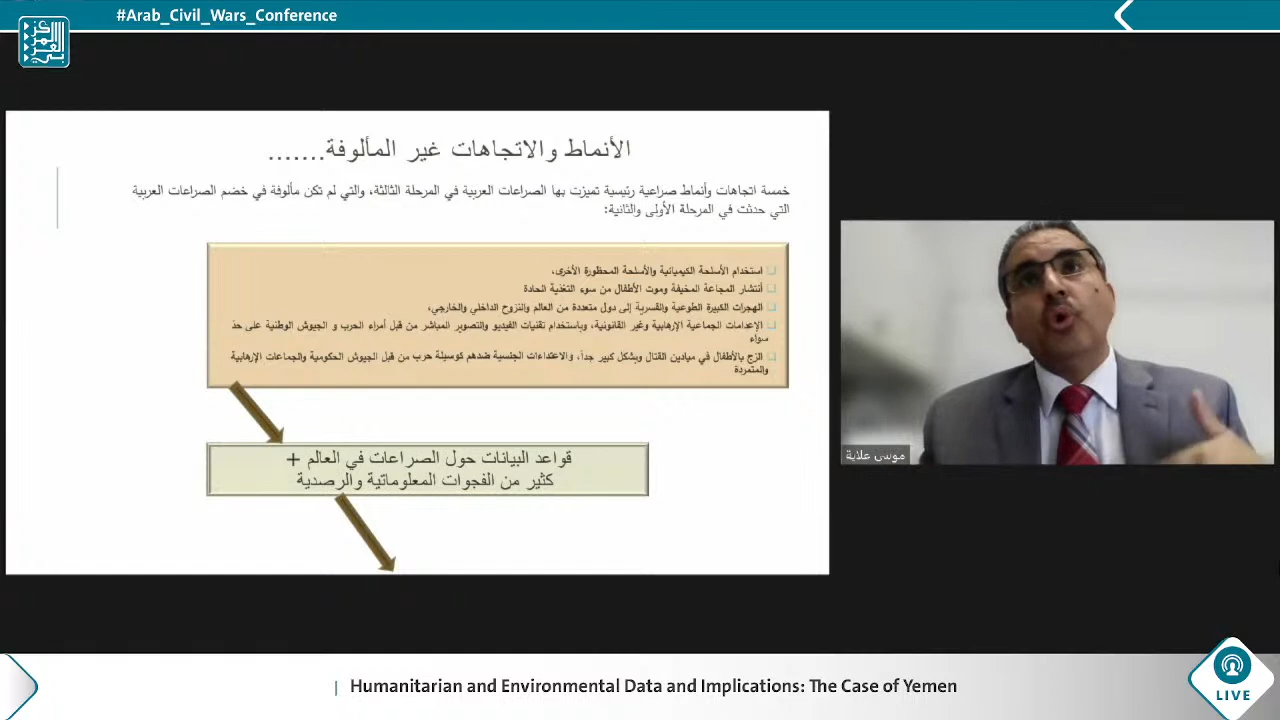 #Arab_Civil_Wars_Conference
الأنماط والاتجاهات غير المألوفة.......
خمسة اتجاهات وأنماط صراعية رئيسية تميزت بها الصراعات العربية في المرحلة الثالثة، والتي لم تكن مألوفة في خضم الصراعات العربية
التي حدثت في المرحلة الأولى والثانية:
استخدام الأسلحة الكيميائية والأسلحة المحظورة الأخرى،
أنتشار المجاعة المخيفة وموت الأطفال من سوء التغذية الحادة
الهجرات الكبيرة الطوعية والقسرية إلى دول متعددة من العالم والنزوح الداخلي والخارجي،
الإعدامات الجماعية الإرهابية وغير القانونية، وباستخدام تقنيات الفيديو والتصوير المباشر من قبل أمراء الحرب و الجيوش الوطنية على حد
سواء
الزج بالأطفال في ميادين القتال وبشكل كبير جداً، والاعتداءات الجنسية ضدهم كوسيلة حرب من قبل الجيوش الحكومية والجماعات الإرهابية
والمتمردة
قواعد البيانات حول الصراعات في العالم +
كثير من الفجوات المعلوماتية والرصدية
موسى علاية
Humanitarian and Environmental Data and Implications: The Case of Yemen
LIVE